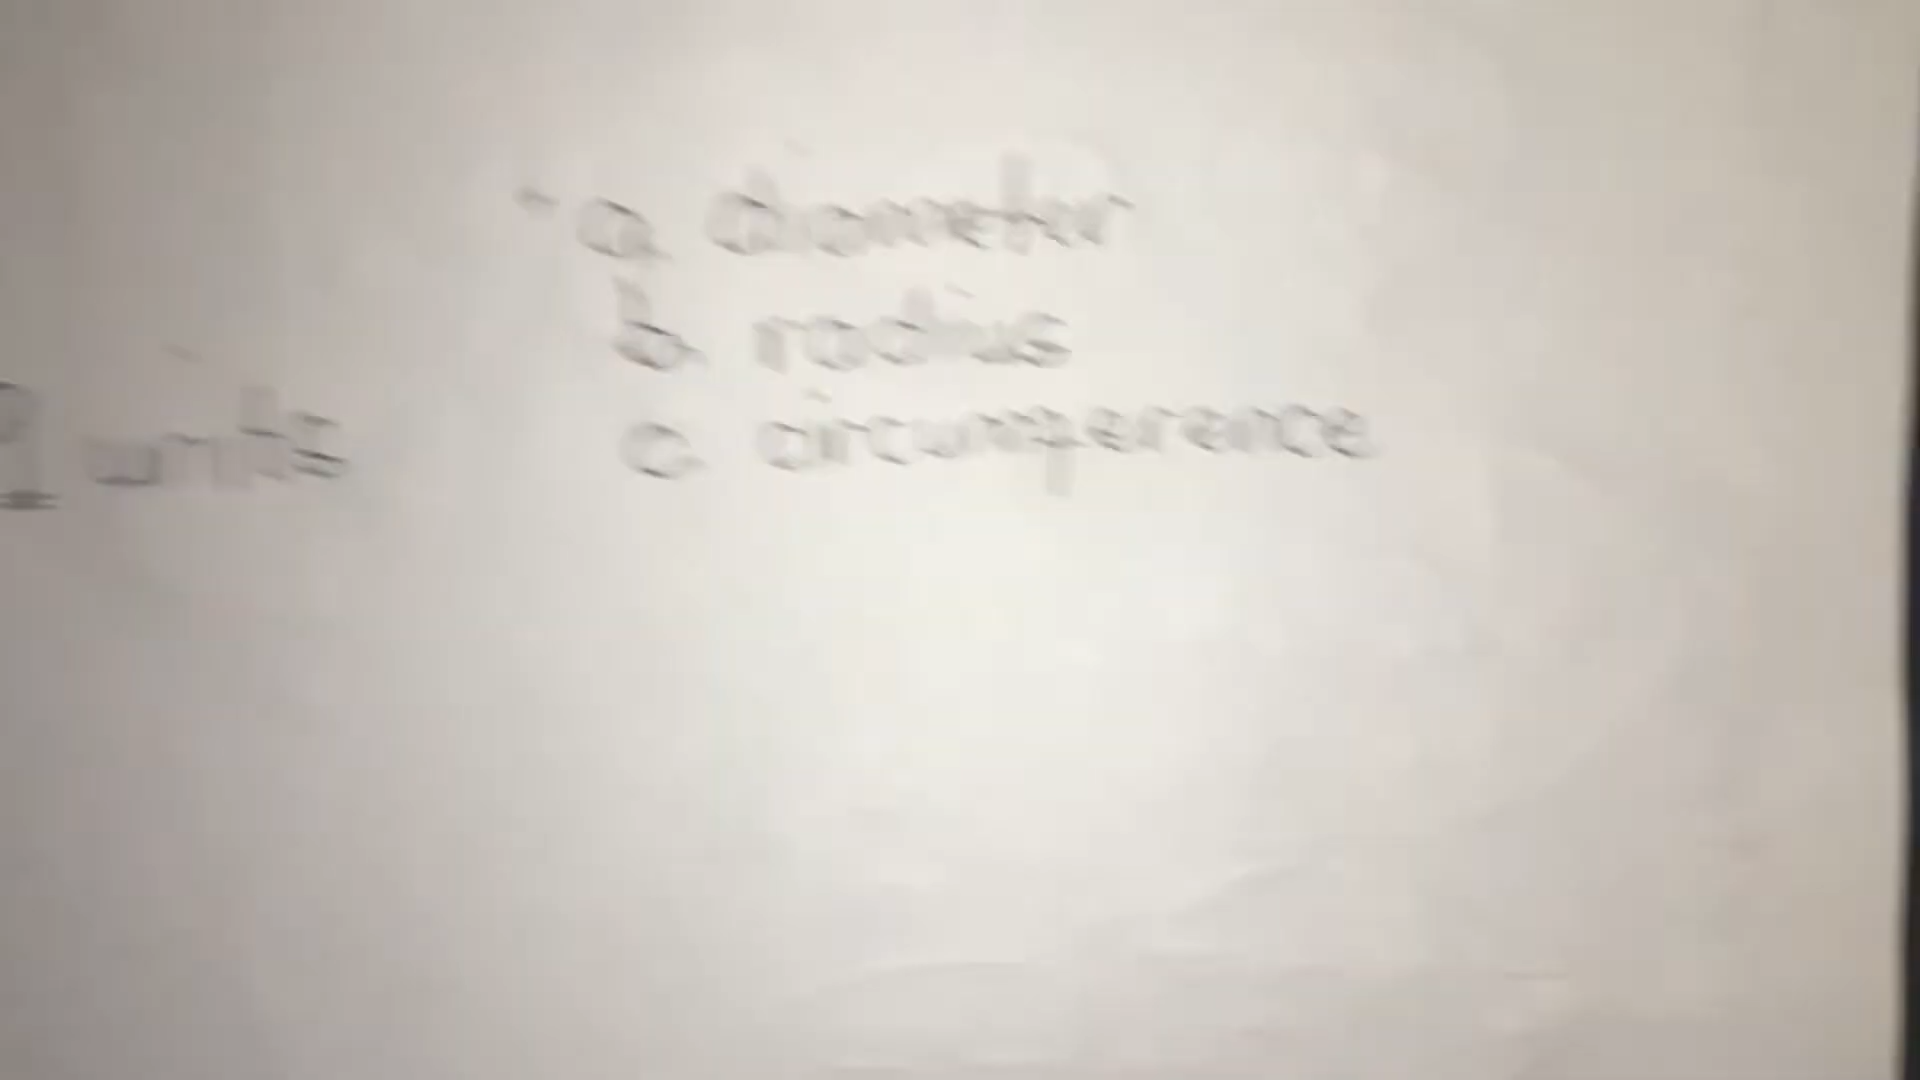 a. diameter
b. radius
units
c. circumference